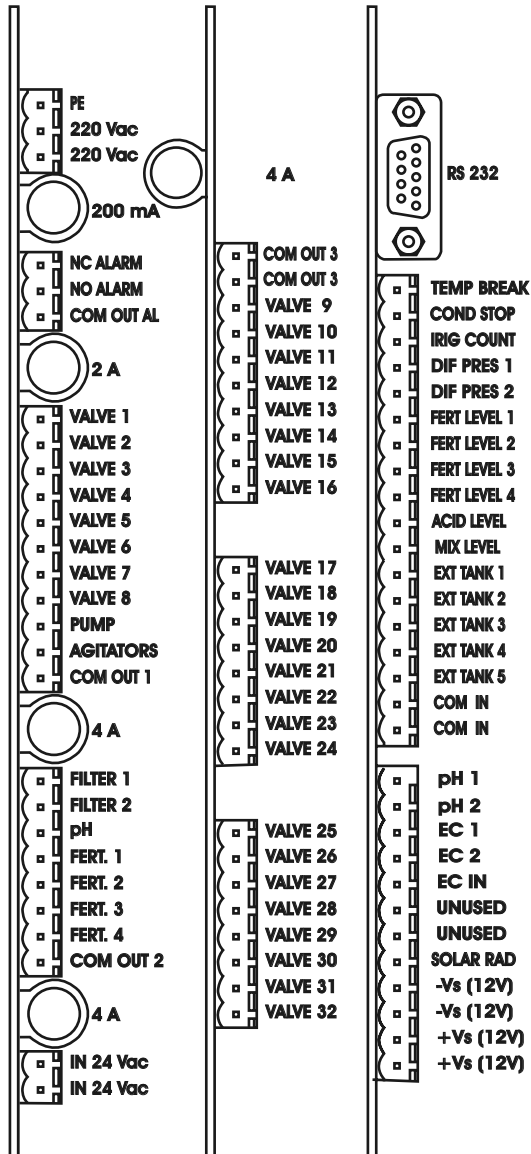 PE
220 Vac
220 Vac
200 mA
NC ALARM
NO ALARM
COM OUT AL
2 A
VALVE 1
VALVE 2
VALVE 3
VALVE 4
VALVE 5
VALVE 6
VALVE 7
VALVE 8
PUMP
AGITATORS
COM OUT 1
4 A
FILTER 1
FILTER 2
pH
FERT. 1
FERT. 2
FERT. 3
FERT. 4
COM OUT 2
4 A
IN 24 Vac
IN 24 Vac
4 A
COM OUT 3
COM OUT 3
VALVE 9
VALVE 10
VALVE 11
VALVE 12
VALVE 13
VALVE 14
VALVE 15
VALVE 16
VALVE 17
VALVE 18
VALVE 19
VALVE 20
VALVE 21
VALVE 22
VALVE 23
VALVE 24
VALVE 25
VALVE 26
VALVE 27
VALVE 28
VALVE 29
VALVE 30
VALVE 31
VALVE 32
RS 232
TEMP BREAK
COND STOP
IRIG COUNT
DIF PRES 1
DIF PRES 2
FERT LEVEL 1
FERT LEVEL 2
FERT LEVEL 3
FERT LEVEL 4
ACID LEVEL
MIX LEVEL
EXT TANK 1
EXT TANK 2
EXT TANK 3
EXT TANK 4
EXT TANK 5
COM IN
COM IN
pH 1
pH 2
EC 1
EC 2
EC IN
UNUSED
UNUSED
SOLAR RAD
-Vs (12V)
-Vs (12V)
+Vs (12V)
+Vs (12V)